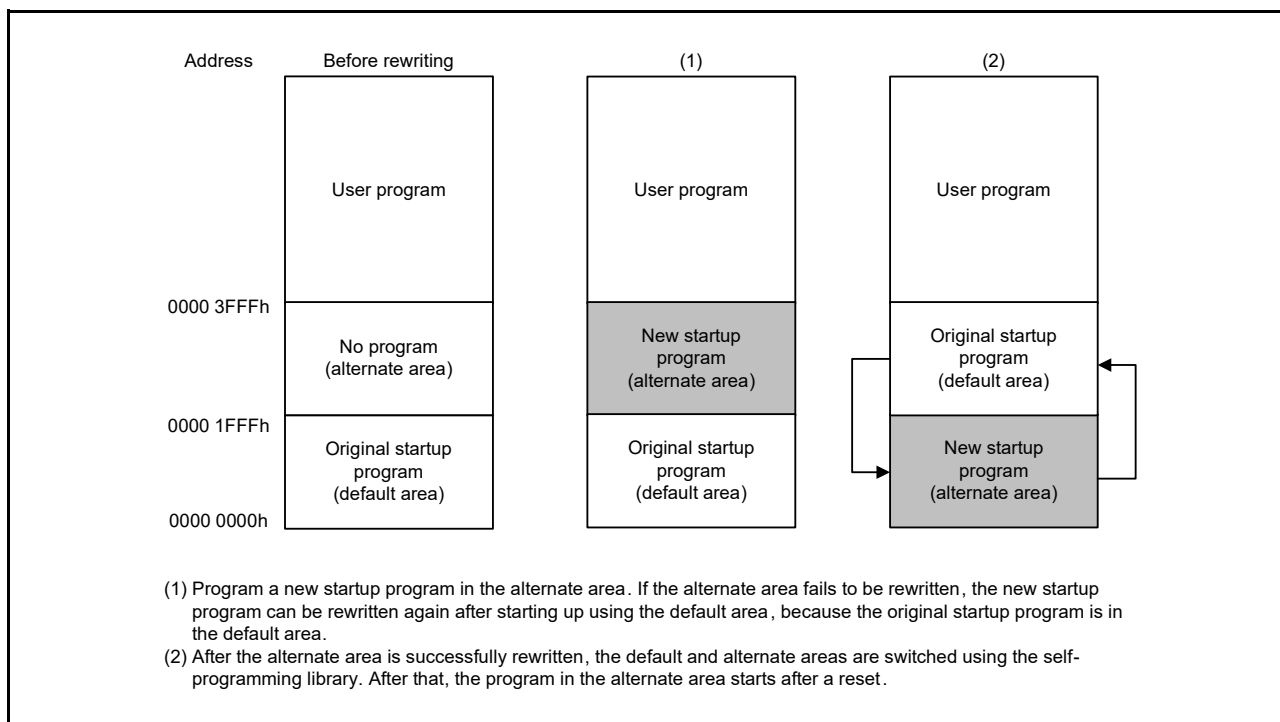 Address
Before rewriting
(1)
(2)
User program
User program
User program
0000 3FFFh
No program
(alternate area)
New startup
program
(alternate area)
Original startup
program
(default area)
0000 1FFFh
Original startup
program
(default area)
Original startup
program
(default area)
New startup
program
(alternate area)
0000 0000h
(1) Program a new startup program in the alternate area. If the alternate area fails to be rewritten, the new startup
program can be rewritten again after starting up using the default area, because the original startup program is in
the default area.
(2) After the alternate area is successfully rewritten, the default and alternate areas are switched using the self-
programming library. After that, the program in the alternate area starts after a reset.